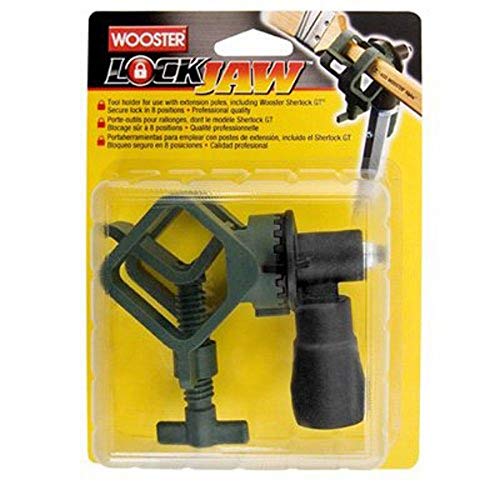 WOOSTER
LOCK JAW™
Tool holder for use with extension poles, including Wooster Sherlock GT®
Secure lock in 8 positions • Professional quality
Porte-outils pour rallonges, dont le modèle Sherlock GT
Blocage sûr à 8 positions • Qualité professionnelle
Portaherramientas para emplear con postes de extensión, incluido el Sherlock GT
Bloqueo seguro en 8 posiciones • Calidad profesional